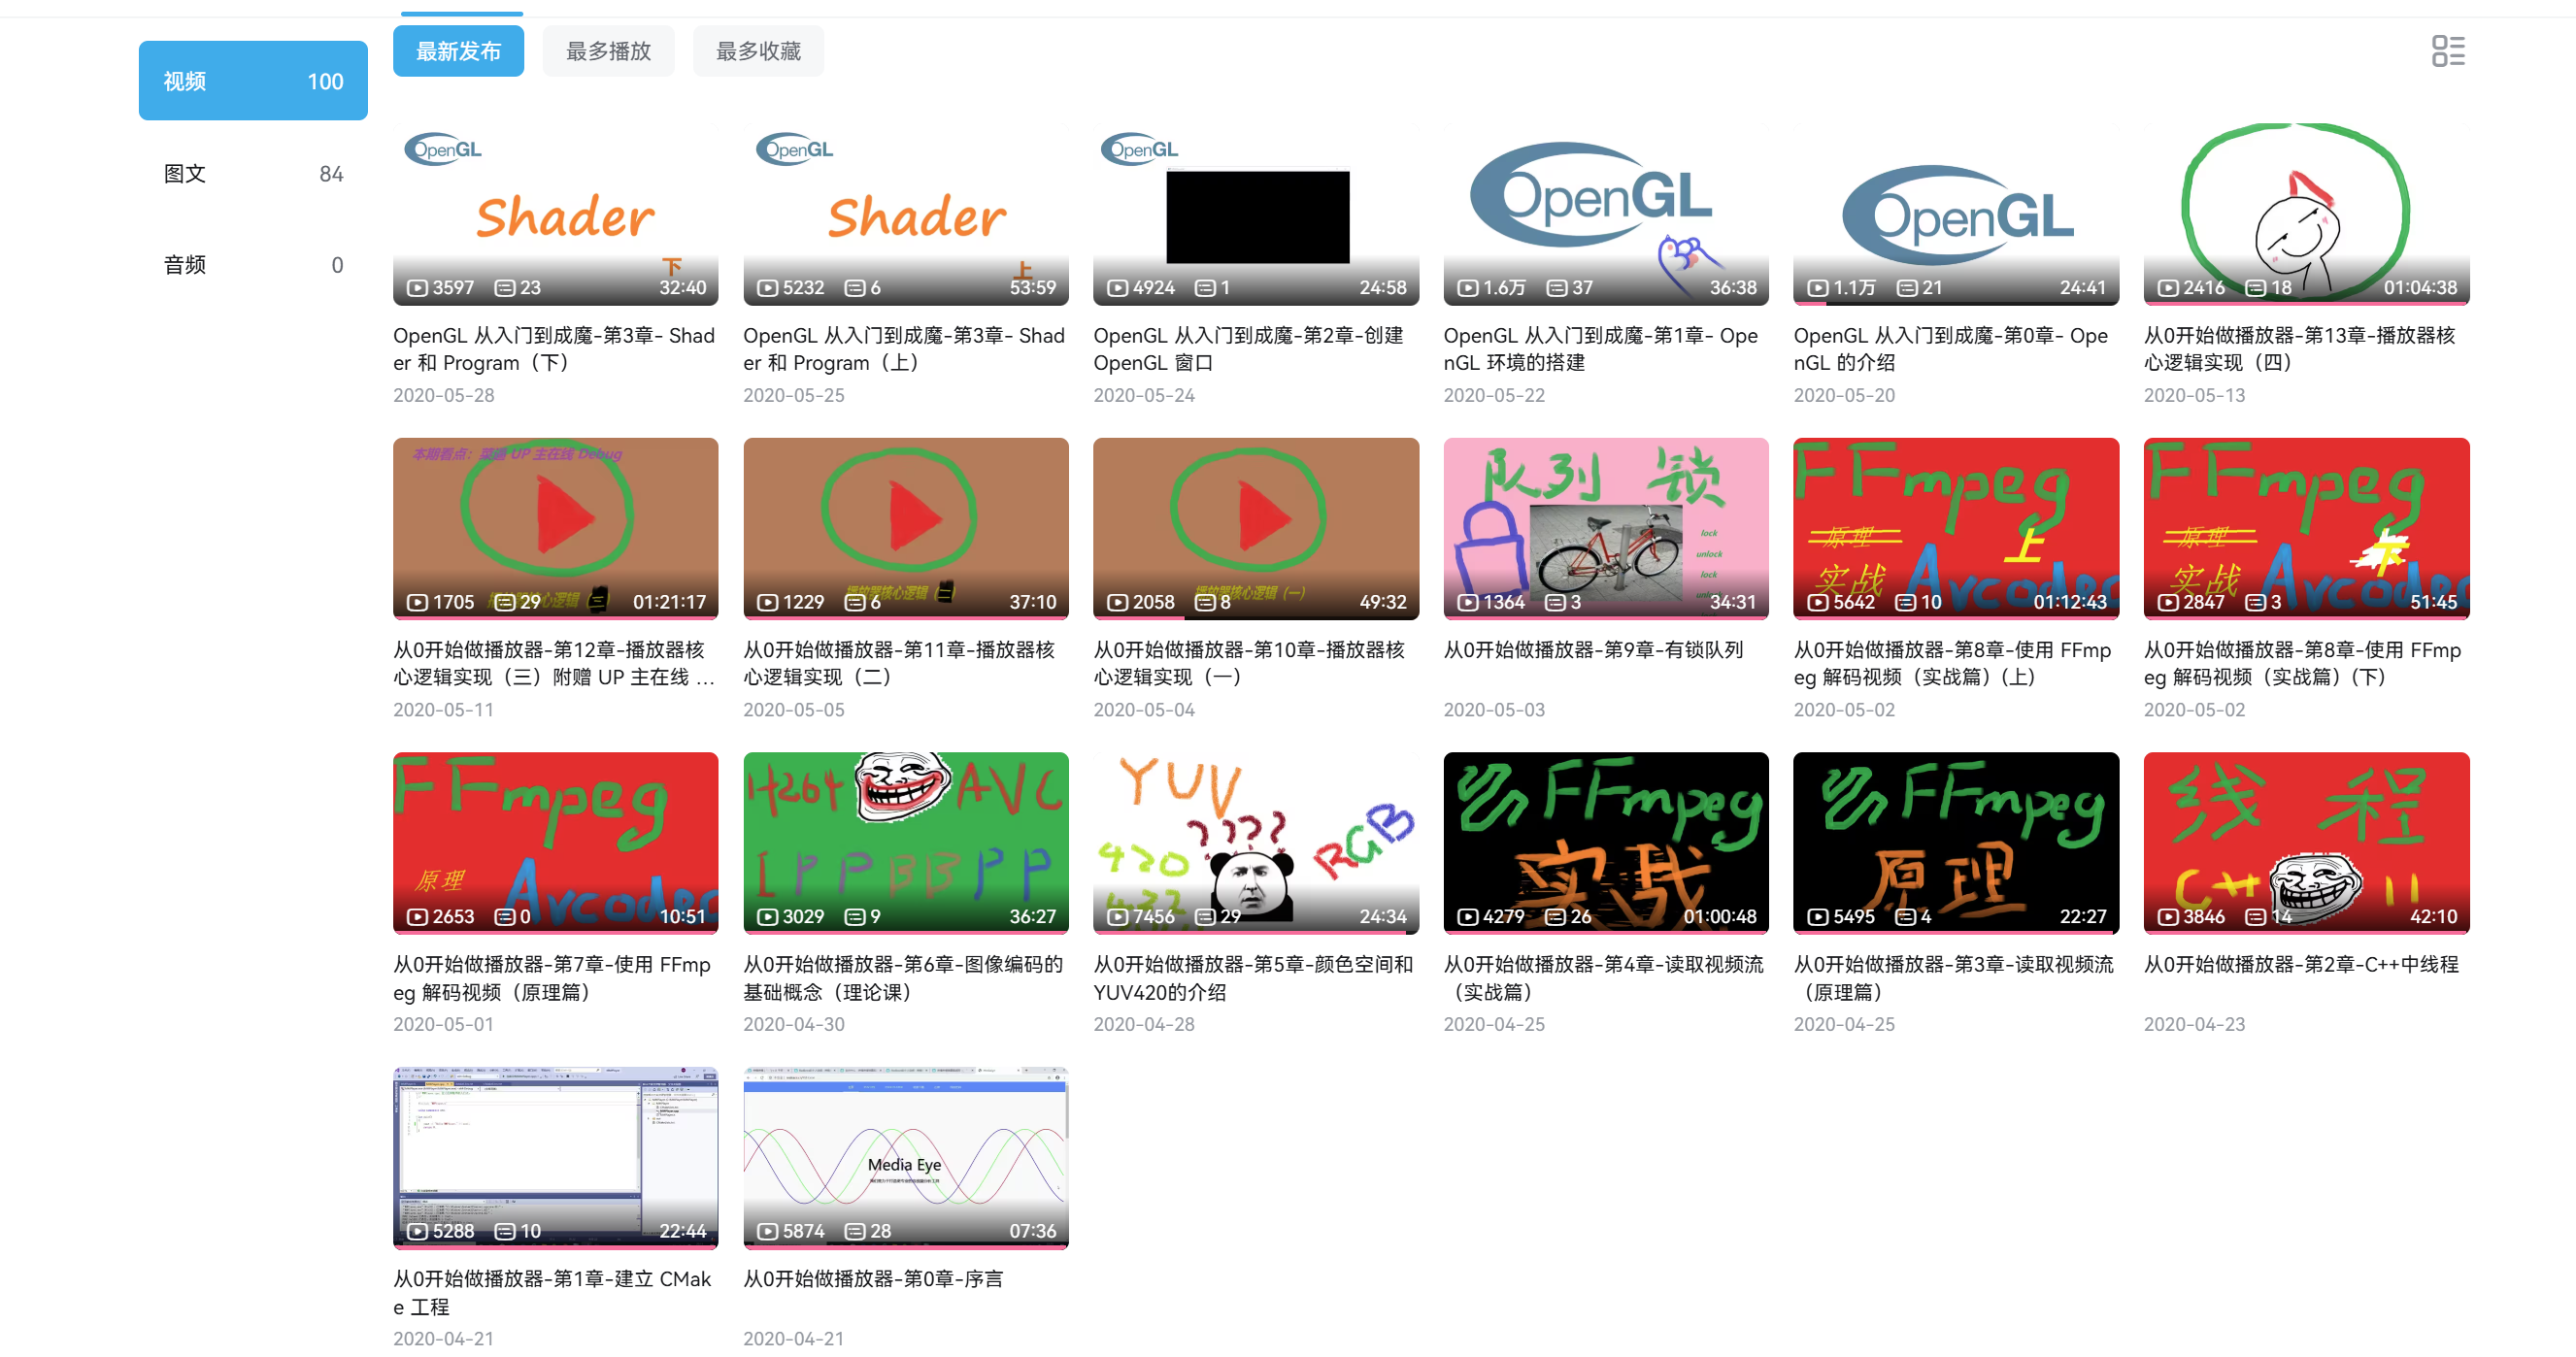 最新发布 最多播放 最多收藏
视频 100
图文 84
音频 0
OpenGL
Shader
下
3597 23 32:40
OpenGL 从入门到成魔-第3章- Shad
er 和 Program（下）
2020-05-28
OpenGL
Shader
上
5232 6 53:59
OpenGL 从入门到成魔-第3章- Shad
er 和 Program（上）
2020-05-25
OpenGL
4924 1 24:58
OpenGL 从入门到成魔-第2章-创建
OpenGL 窗口
2020-05-24
OpenGL
1.6万 37 36:38
OpenGL 从入门到成魔-第1章- Ope
nGL 环境的搭建
2020-05-22
OpenGL
1.1万 21 24:41
OpenGL 从入门到成魔-第0章- Ope
nGL 的介绍
2020-05-20
2416 18 01:04:38
从0开始做播放器-第13章-播放器核
心逻辑实现（四）
2020-05-13
本期看点：菜逼 UP 主在线 Debug
播放器核心逻辑（三）
1705 29 01:21:17
从0开始做播放器-第12章-播放器核
心逻辑实现（三）附赠 UP 主在线 …
2020-05-11
播放器核心逻辑（二）
1229 6 37:10
从0开始做播放器-第11章-播放器核
心逻辑实现（二）
2020-05-05
播放器核心逻辑（一）
2058 8 49:32
从0开始做播放器-第10章-播放器核
心逻辑实现（一）
2020-05-04
队列 锁
lock
unlock
lock
1364 3 34:31
从0开始做播放器-第9章-有锁队列
2020-05-03
FFmpeg
原理 上
实战 Avcodec
5642 10 01:12:43
从0开始做播放器-第8章-使用 FFmp
eg 解码视频（实战篇）(上）
2020-05-02
FFmpeg
原理 下
实战 Avcodec
2847 3 51:45
从0开始做播放器-第8章-使用 FFmp
eg 解码视频（实战篇）(下）
2020-05-02
FFmpeg
原理 Avcodec
2653 0 10:51
从0开始做播放器-第7章-使用 FFmp
eg 解码视频（原理篇）
2020-05-01
H264 AVC
I P P B B P P
3029 9 36:27
从0开始做播放器-第6章-图像编码的
基础概念（理论课）
2020-04-30
YUV
????
RGB
420
422
7456 29 24:34
从0开始做播放器-第5章-颜色空间和
YUV420的介绍
2020-04-28
FFmpeg
实战
4279 26 01:00:48
从0开始做播放器-第4章-读取视频流
（实战篇）
2020-04-25
FFmpeg
原理
5495 4 22:27
从0开始做播放器-第3章-读取视频流
（原理篇）
2020-04-25
线 程
C++ 11
3846 14 42:10
从0开始做播放器-第2章-C++中线程
2020-04-23
5288 10 22:44
从0开始做播放器-第1章-建立 CMak
e 工程
2020-04-21
Media Eye
5874 28 07:36
从0开始做播放器-第0章-序言
2020-04-21